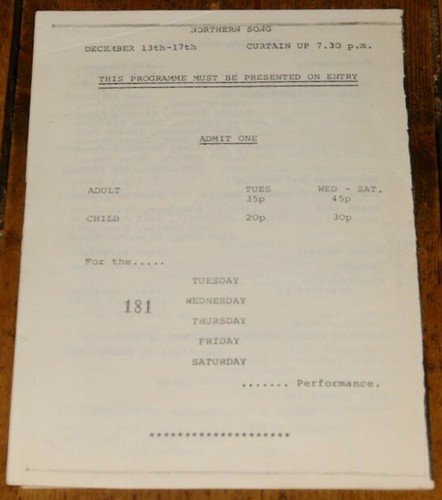 NORTHERN SONG
DECEMBER 13th-17th CURTAIN UP 7.30 p.m.
THIS PROGRAMME MUST BE PRESENTED ON ENTRY
ADMIT ONE
ADULT TUES WED - SAT.
35p 45p
CHILD 20p 30p
For the.....
TUESDAY
181 WEDNESDAY
THURSDAY
FRIDAY
SATURDAY
....... Performance.
********************